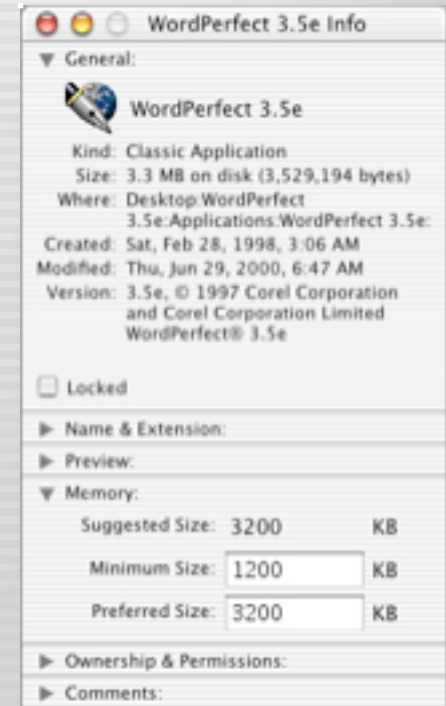 WordPerfect 3.5e Info
General:
WordPerfect 3.5e
Kind: Classic Application
Size: 3.3 MB on disk (3,529,194 bytes)
Where: Desktop:WordPerfect
3.5e:Applications:WordPerfect 3.5e:
Created: Sat, Feb 28, 1998, 3:06 AM
Modified: Thu, Jun 29, 2000, 6:47 AM
Version: 3.5e, © 1997 Corel Corporation
and Corel Corporation Limited
WordPerfect® 3.5e
Locked
Name & Extension:
Preview:
Memory:
Suggested Size: 3200 KB
Minimum Size: 1200 KB
Preferred Size: 3200 KB
Ownership & Permissions:
Comments: